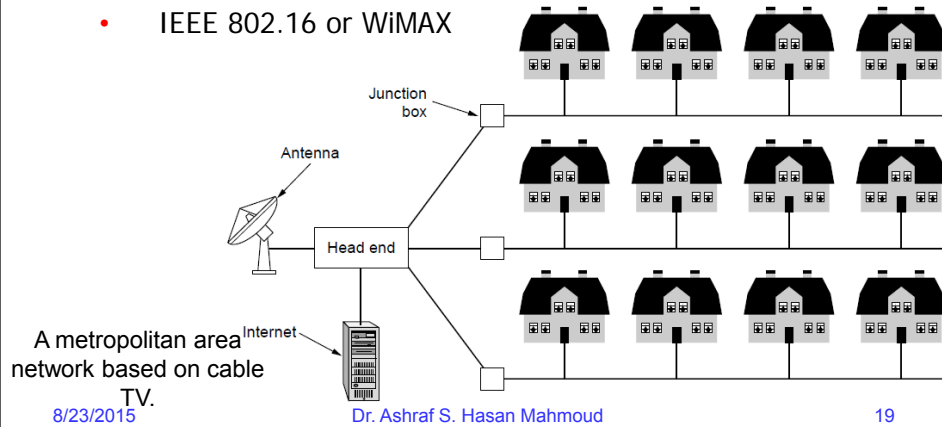 • IEEE 802.16 or WiMAX
Junction
box
Antenna
Head end
Internet
A metropolitan area
network based on cable
TV.
8/23/2015
Dr. Ashraf S. Hasan Mahmoud
19